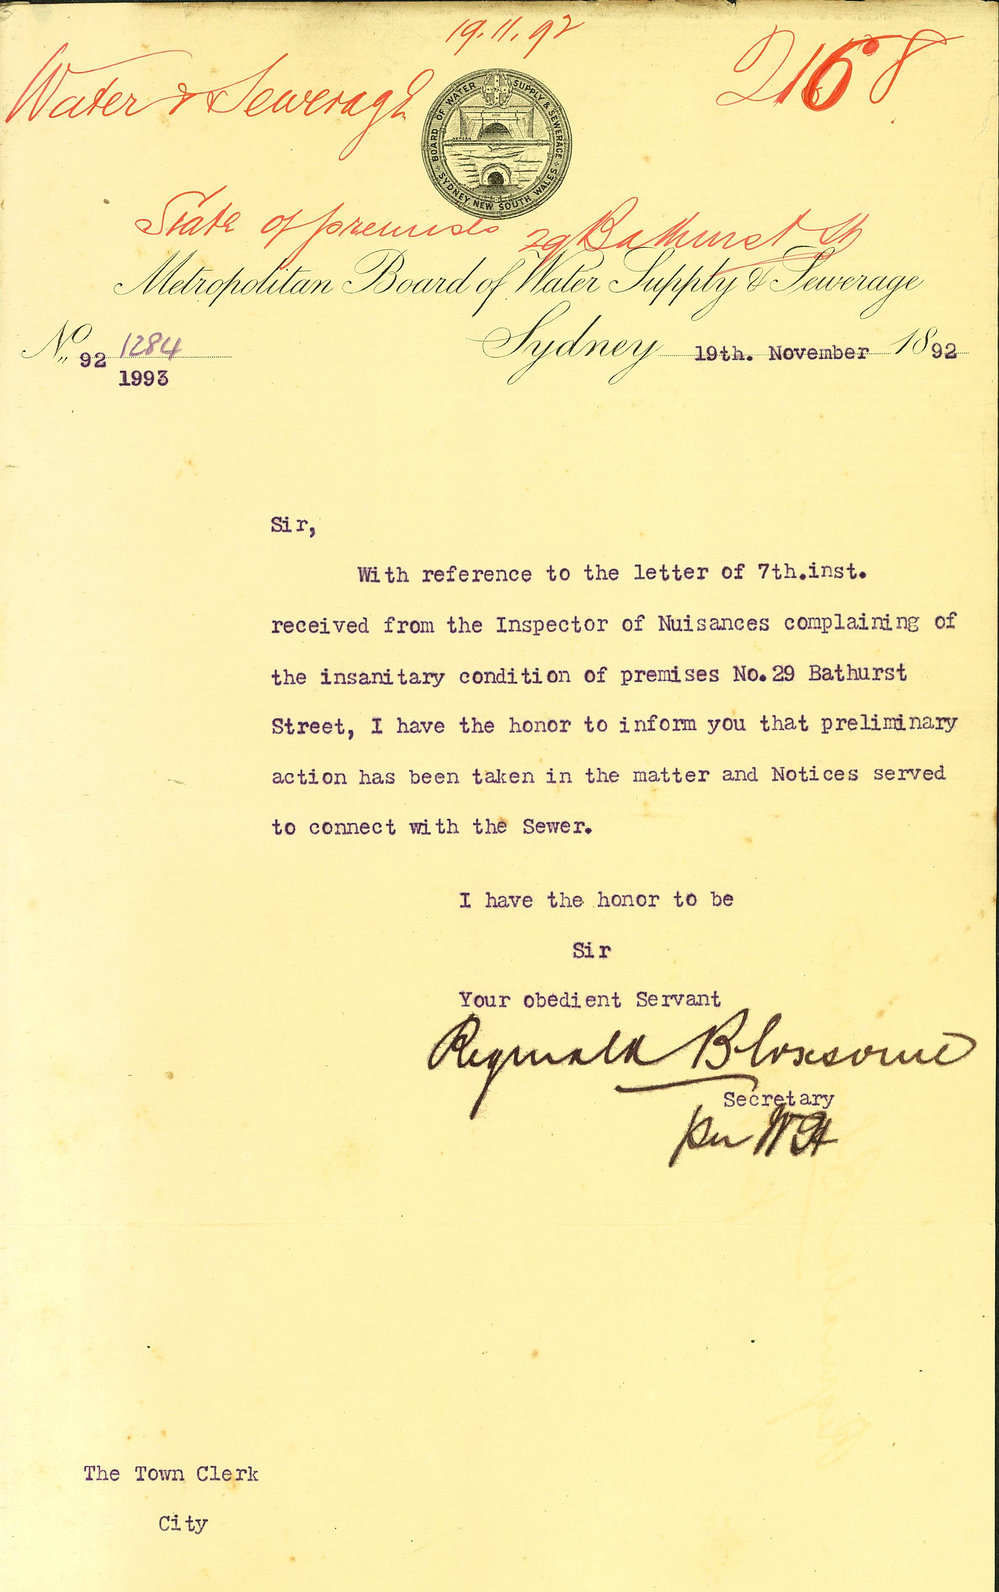 19.11.92
Water & Sewerage
2168
BOARD OF WATER SUPPLY & SEWERAGE
SYDNEY NEW SOUTH WALES
State of premises 29 Bathurst St
Metropolitan Board of Water Supply & Sewerage
No. 92 1284
1993
Sydney 19th. November 1892
Sir,
With reference to the letter of 7th.inst.
received from the Inspector of Nuisances complaining of
the insanitary condition of premises No.29 Bathurst
Street, I have the honor to inform you that preliminary
action has been taken in the matter and Notices served
to connect with the Sewer.
I have the honor to be
Sir
Your obedient Servant
Reginald Bloxsome
Secretary
per WH
The Town Clerk
City